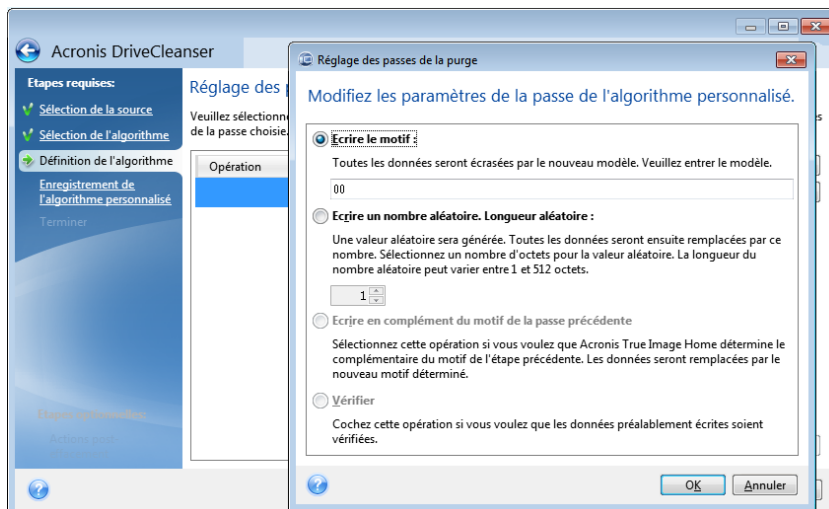 Acronis DriveCleanser
Etapes requises:
Sélection de la source
Sélection de l'algorithme
Définition de l'algorithme
Enregistrement de
l'algorithme personnalisé
Terminer
Réglage des p
Veuillez sélectionne
de la passe choisie.
Opération
Réglage des passes de la purge
Modifiez les paramètres de la passe de l'algorithme personnalisé.
Ecrire le motif :
Toutes les données seront écrasées par le nouveau modèle. Veuillez entrer le modèle.
00
Ecrire un nombre aléatoire. Longueur aléatoire :
Une valeur aléatoire sera générée. Toutes les données seront ensuite remplacées par ce
nombre. Sélectionnez un nombre d'octets pour la valeur aléatoire. La longueur du
nombre aléatoire peut varier entre 1 et 512 octets.
1
Ecrire en complément du motif de la passe précédente
Sélectionnez cette opération si vous voulez que Acronis True Image Home détermine le
complémentaire du motif de l'étape précédente. Les données seront remplacées par le
nouveau motif déterminé.
Vérifier
Cochez cette opération si vous voulez que les données préalablement écrites soient
vérifiées.
OK
Annuler